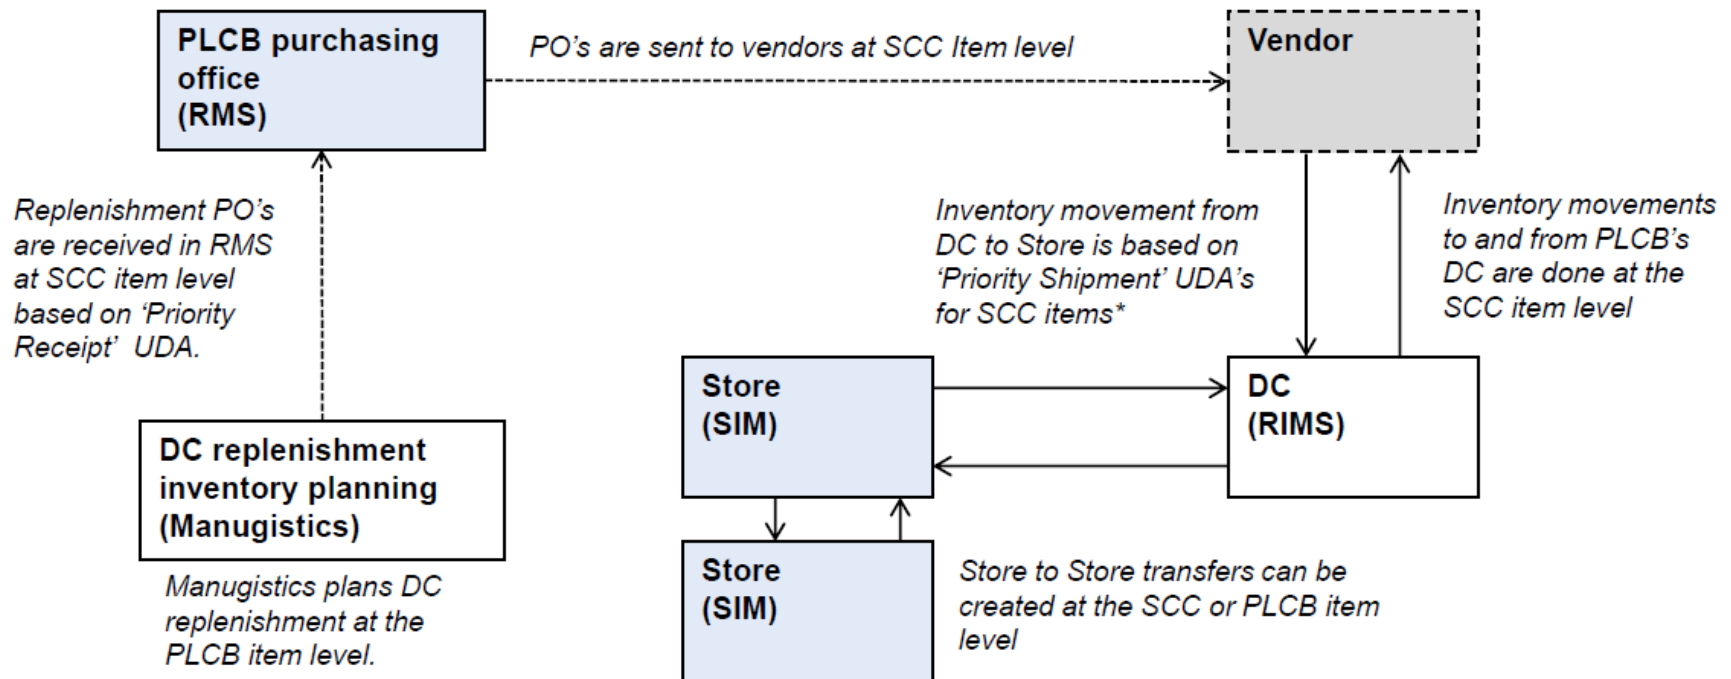 PLCB purchasing
office
(RMS)
PO’s are sent to vendors at SCC Item level
Vendor
Replenishment PO’s
are received in RMS
at SCC item level
based on ‘Priority
Receipt’ UDA.
Inventory movement from
DC to Store is based on
‘Priority Shipment’ UDA’s
for SCC items*
Inventory movements
to and from PLCB’s
DC are done at the
SCC item level
Store
(SIM)
DC
(RIMS)
DC replenishment
inventory planning
(Manugistics)
Manugistics plans DC
replenishment at the
PLCB item level.
Store
(SIM)
Store to Store transfers can be
created at the SCC or PLCB item
level